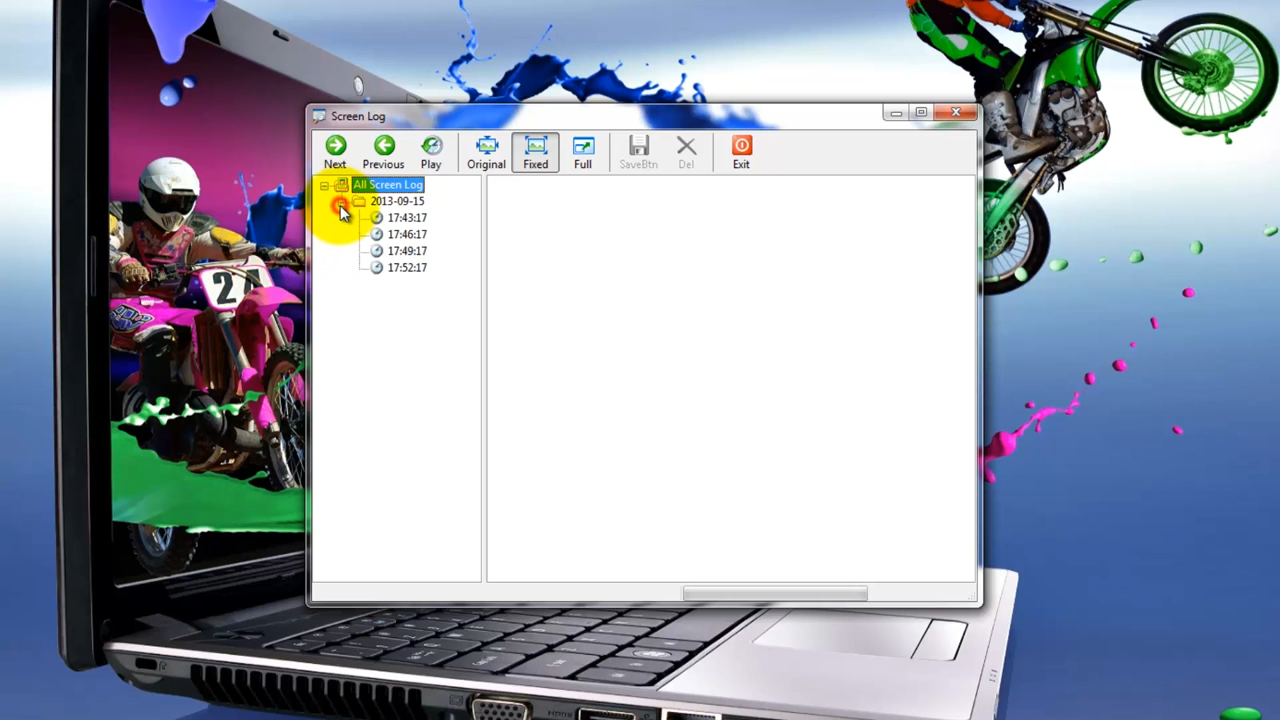 Screen Log
Next Previous Play Original Fixed Full SaveBtn Del Exit
All Screen Log
2013-09-15
17:43:17
17:46:17
17:49:17
17:52:17